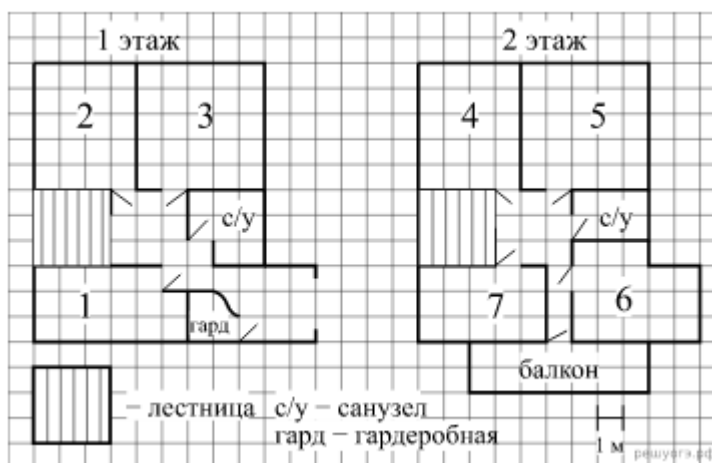 1 этаж 2 этаж
2 3 4 5
с/у с/у
1 гард 7 6
балкон
– лестница с/у – санузел
гард – гардеробная
1 м
решуогэ.рф